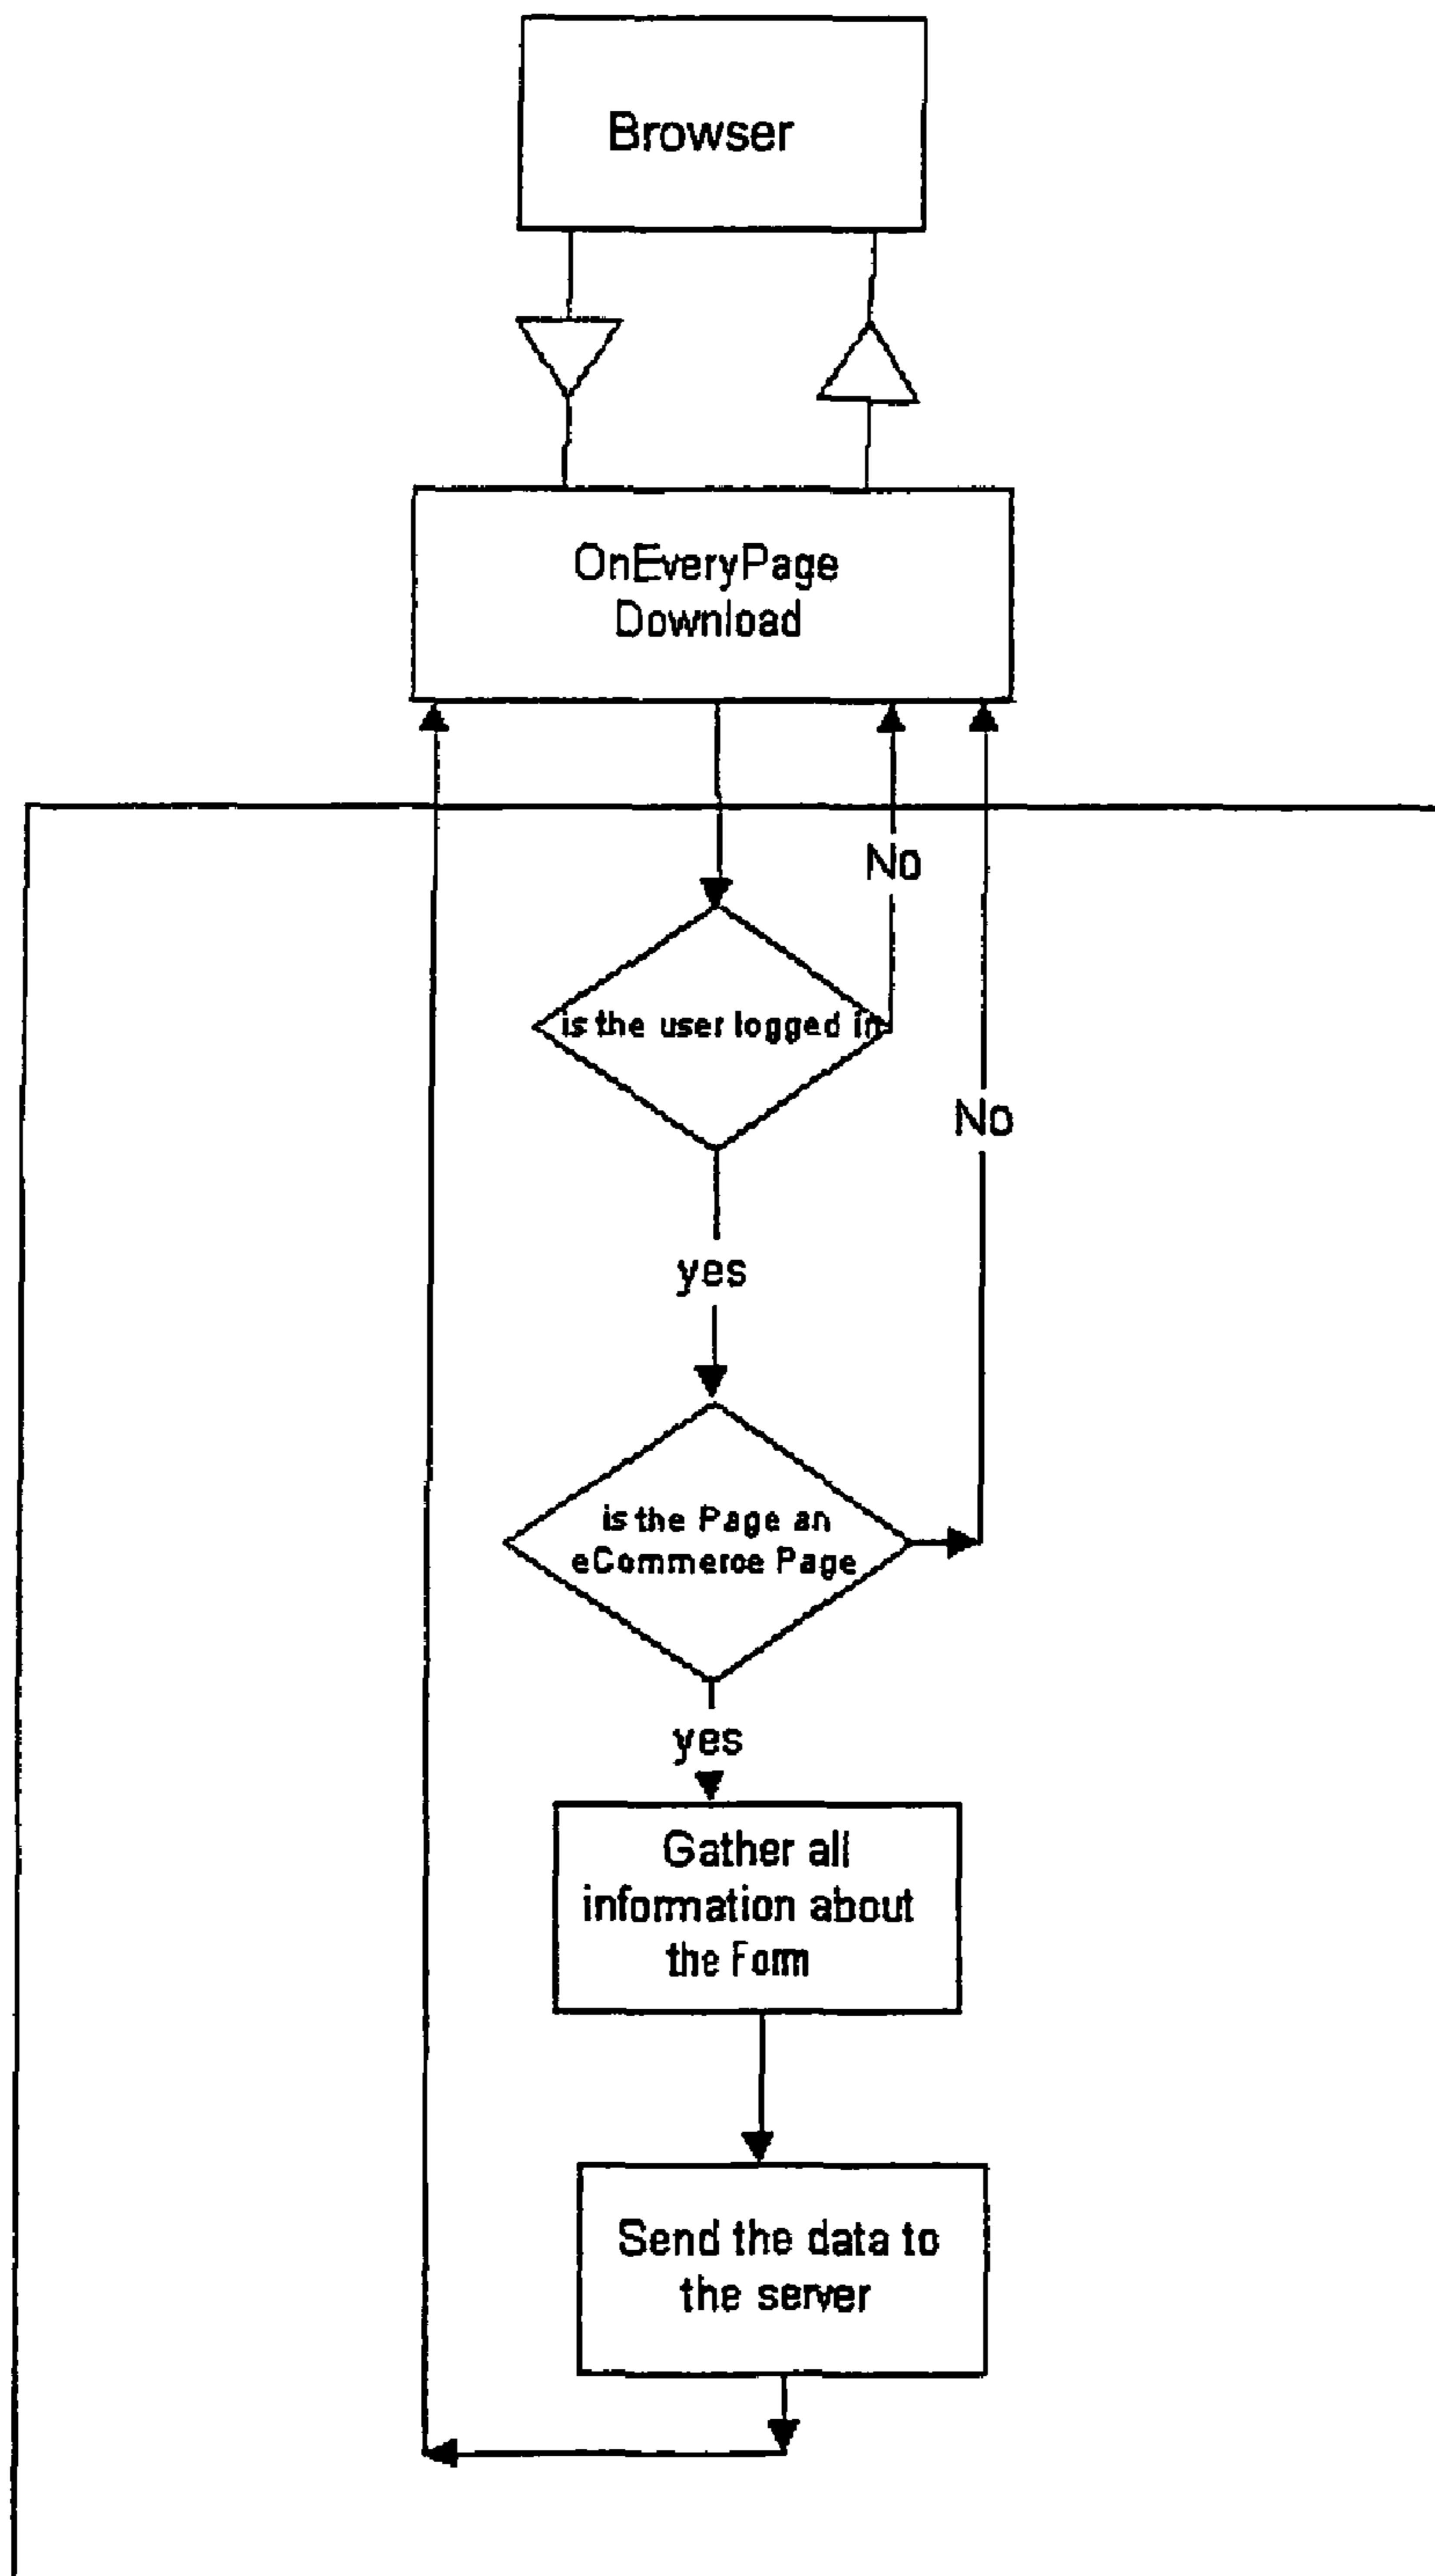 Browser
OnEveryPage
Download
No
is the user logged in
No
yes
is the Page an
eCommerce Page
yes
Gather all
information about
the Form
Send the data to
the server